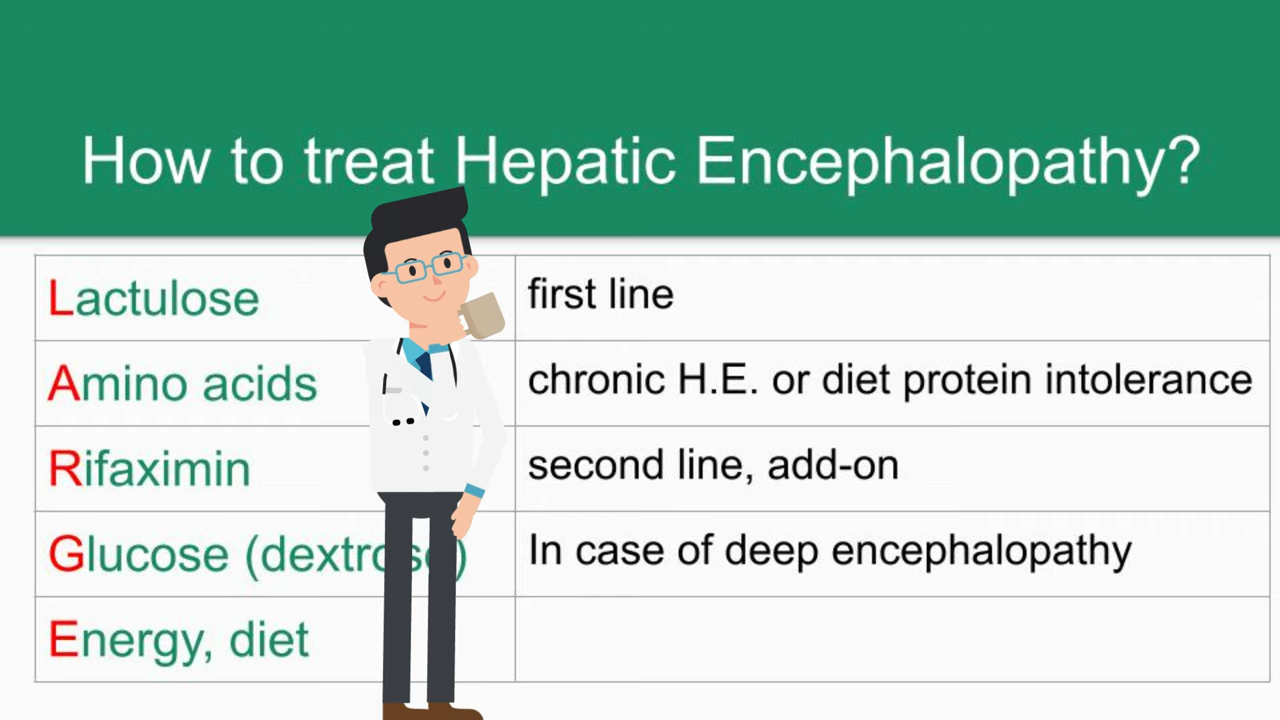 How to treat Hepatic Encephalopathy?
Lactulose
first line
Amino acids
chronic H.E. or diet protein intolerance
Rifaximin
second line, add-on
Glucose (dextrose)
In case of deep encephalopathy
Energy, diet